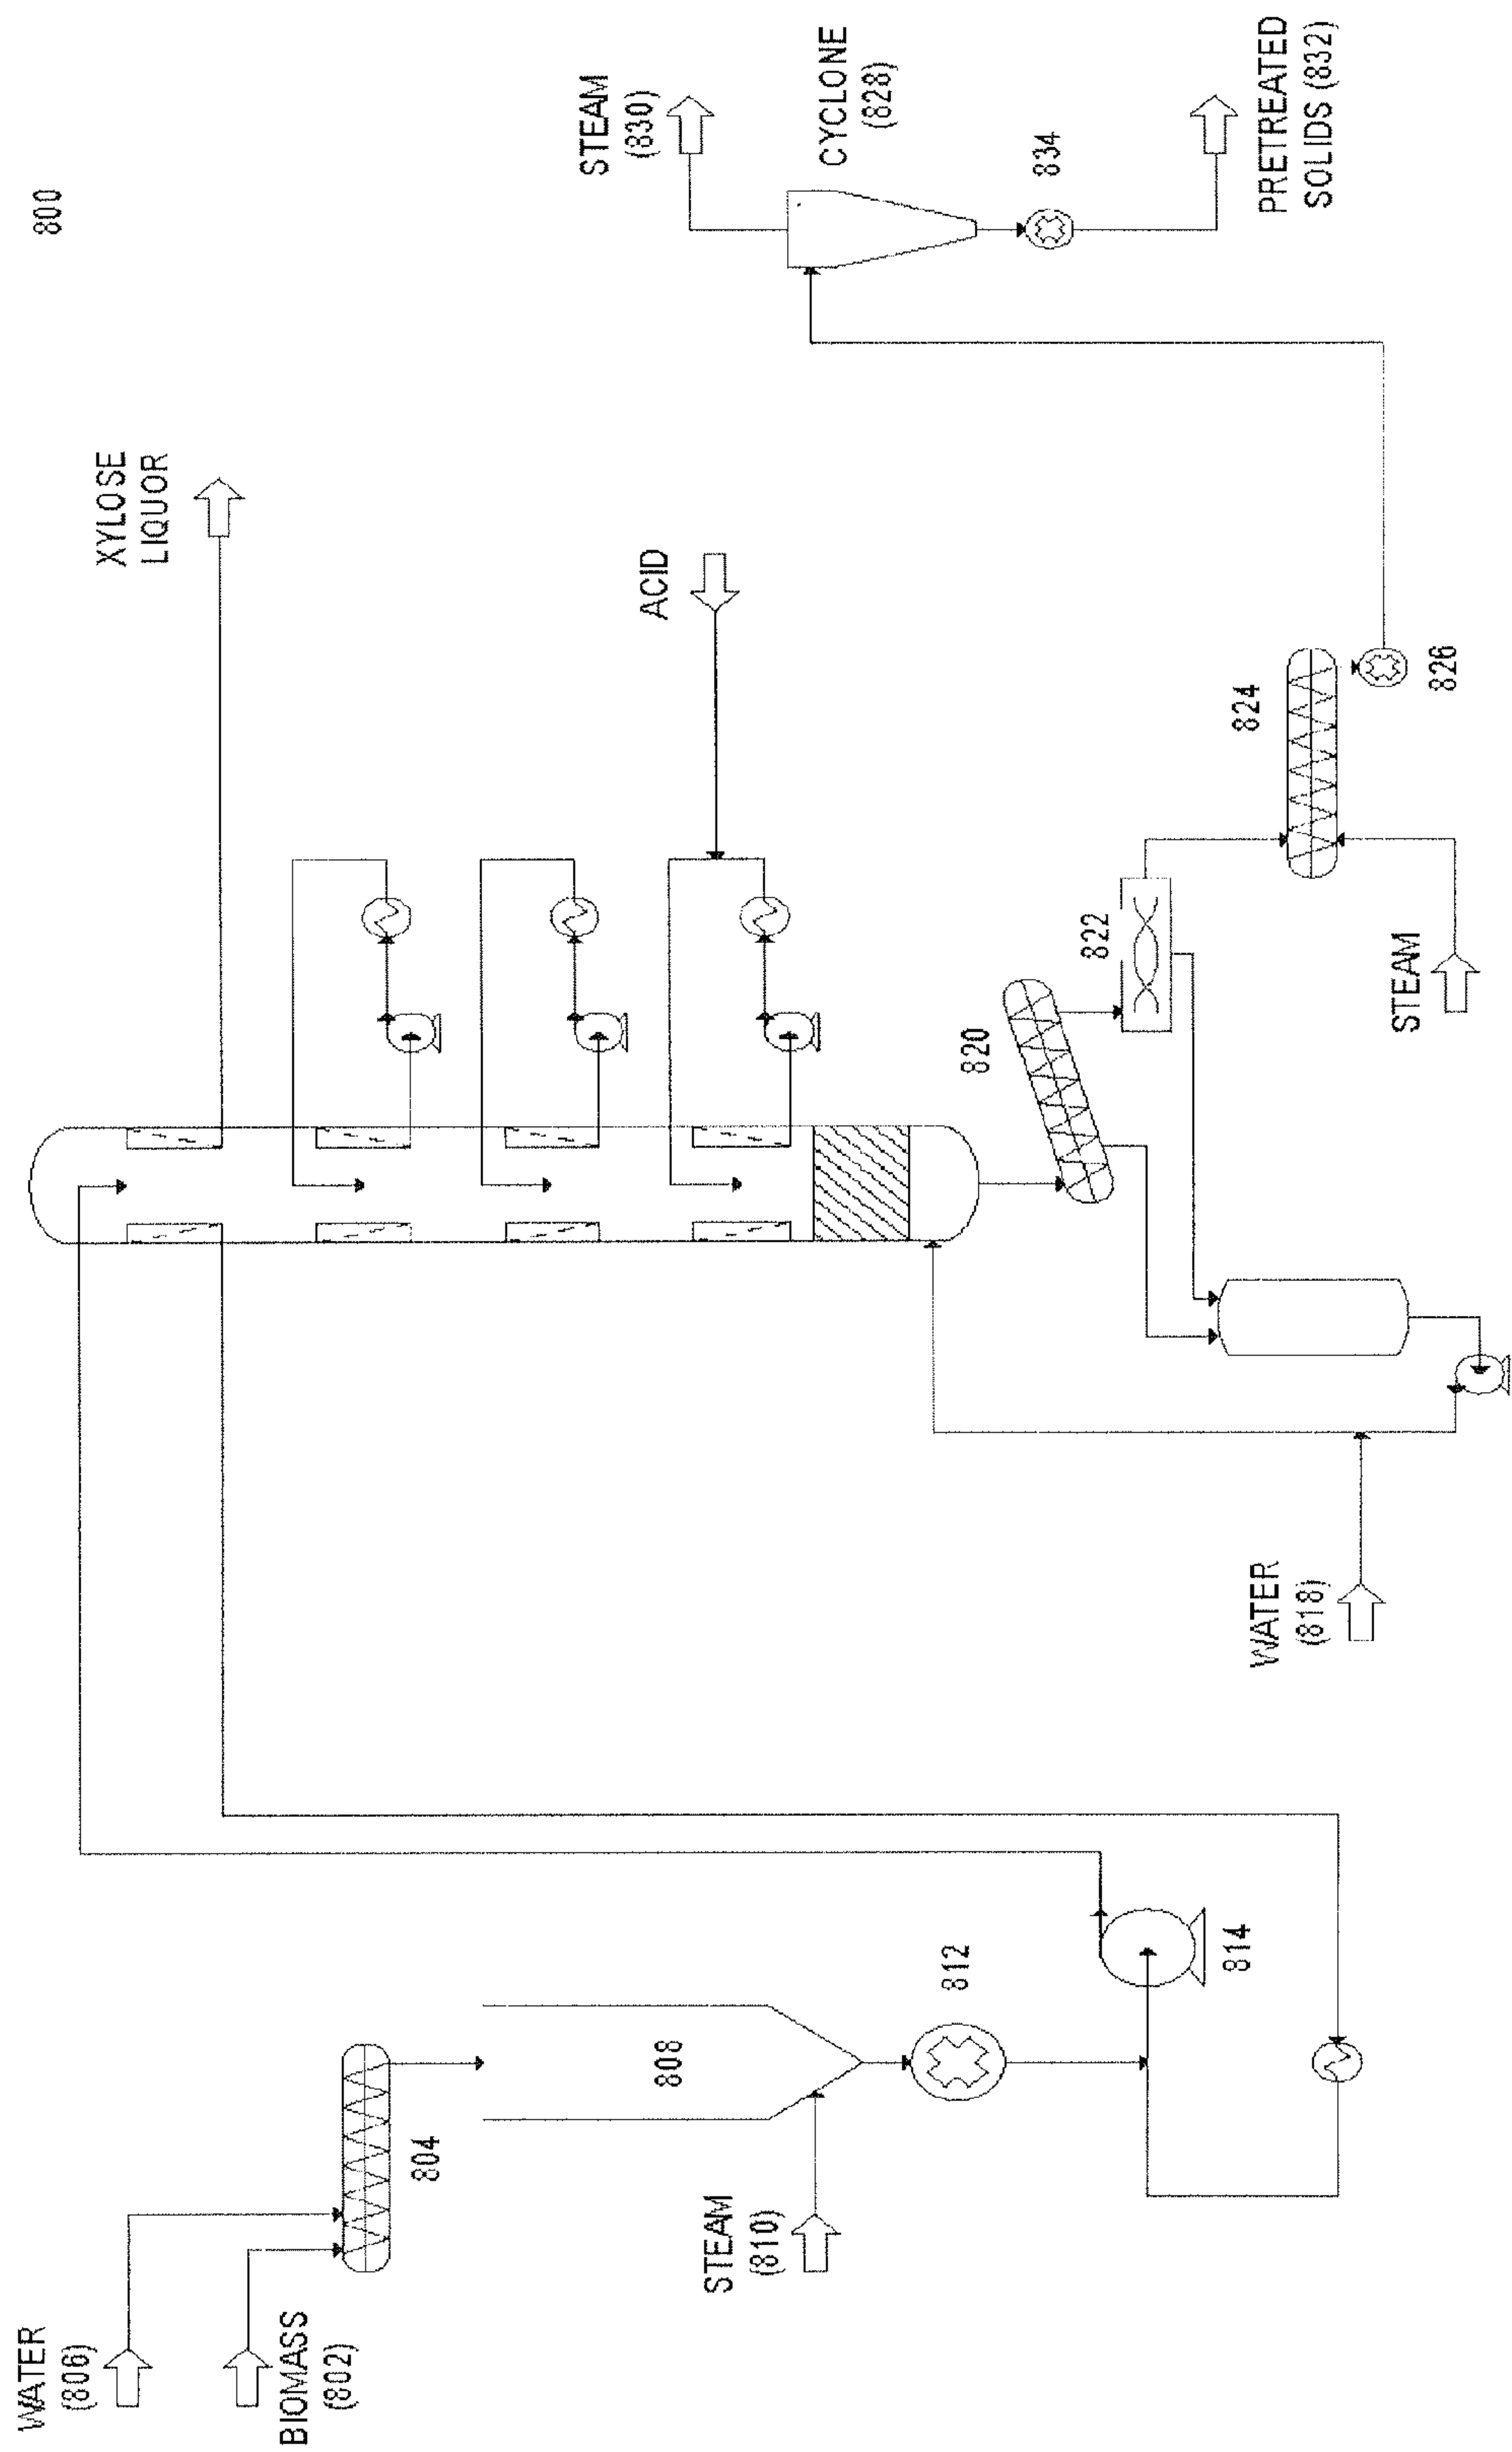 800
WATER
(806)
BIOMASS
(802)
804
STEAM
(810)
808
812
814
XYLOSE
LIQUOR
ACID
WATER
(818)
820
822
STEAM
824
826
STEAM
(830)
CYCLONE
(828)
834
PRETREATED
SOLIDS (832)